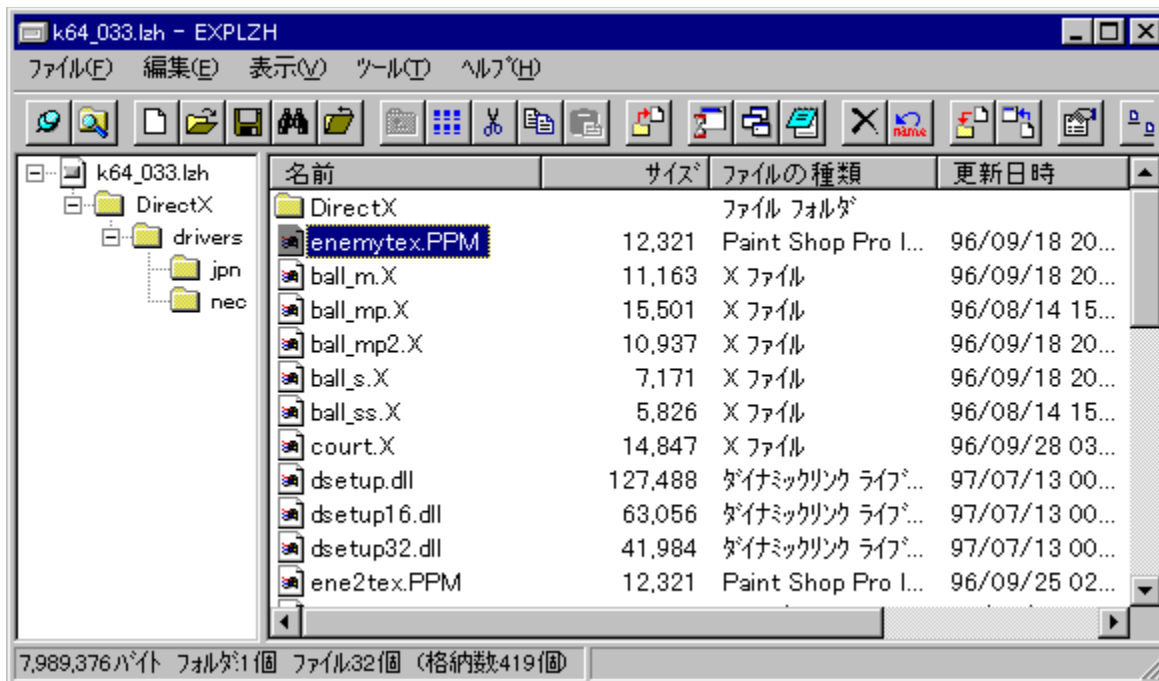 k64_033.lzh - EXPLZH
ﾌｧｲﾙ(F) 編集(E) 表示(V) ﾂｰﾙ(T) ﾍﾙﾌﾟ(H)
name
k64_033.lzh
DirectX
drivers
jpn
nec
名前 ｻｲｽﾞ ﾌｧｲﾙの種類 更新日時
DirectX ﾌｧｲﾙ ﾌｫﾙﾀﾞ
enemytex.PPM 12,321 Paint Shop Pro I... 96/09/18 20...
ball_m.X 11,163 X ﾌｧｲﾙ 96/09/18 20...
ball_mp.X 15,501 X ﾌｧｲﾙ 96/08/14 15...
ball_mp2.X 10,937 X ﾌｧｲﾙ 96/09/18 20...
ball_s.X 7,171 X ﾌｧｲﾙ 96/09/18 20...
ball_ss.X 5,826 X ﾌｧｲﾙ 96/08/14 15...
court.X 14,847 X ﾌｧｲﾙ 96/09/28 03...
dsetup.dll 127,488 ﾀﾞｲﾅﾐｯｸﾘﾝｸ ﾗｲﾌﾞ... 97/07/13 00...
dsetup16.dll 63,056 ﾀﾞｲﾅﾐｯｸﾘﾝｸ ﾗｲﾌﾞ... 97/07/13 00...
dsetup32.dll 41,984 ﾀﾞｲﾅﾐｯｸﾘﾝｸ ﾗｲﾌﾞ... 97/07/13 00...
ene2tex.PPM 12,321 Paint Shop Pro I... 96/09/25 02...
7,989,376ﾊﾞｲﾄ ﾌｫﾙﾀﾞ:1個 ﾌｧｲﾙ:32個 (格納数:419個)